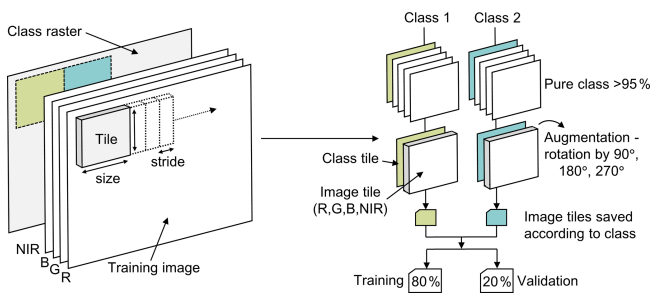 Class raster
Tile
size
stride
NIR
B
G
R
Training image
Class 1
Class 2
Pure class >95%
Class tile
Image tile
(R,G,B,NIR)
Augmentation -
rotation by 90°,
180°, 270°
Image tiles saved
according to class
Training 80% 20% Validation